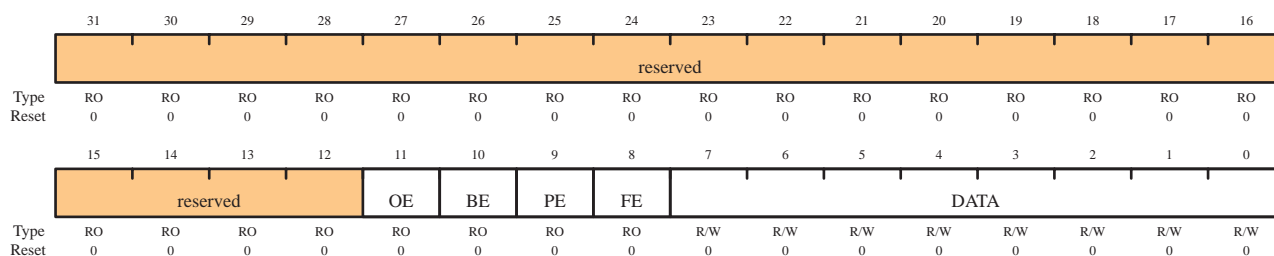 31 30 29 28 27 26 25 24 23 22 21 20 19 18 17 16
reserved
Type RO RO RO RO RO RO RO RO RO RO RO RO RO RO RO RO
Reset 0 0 0 0 0 0 0 0 0 0 0 0 0 0 0 0
15 14 13 12 11 10 9 8 7 6 5 4 3 2 1 0
reserved OE BE PE FE DATA
Type RO RO RO RO RO RO RO RO R/W R/W R/W R/W R/W R/W R/W R/W
Reset 0 0 0 0 0 0 0 0 0 0 0 0 0 0 0 0